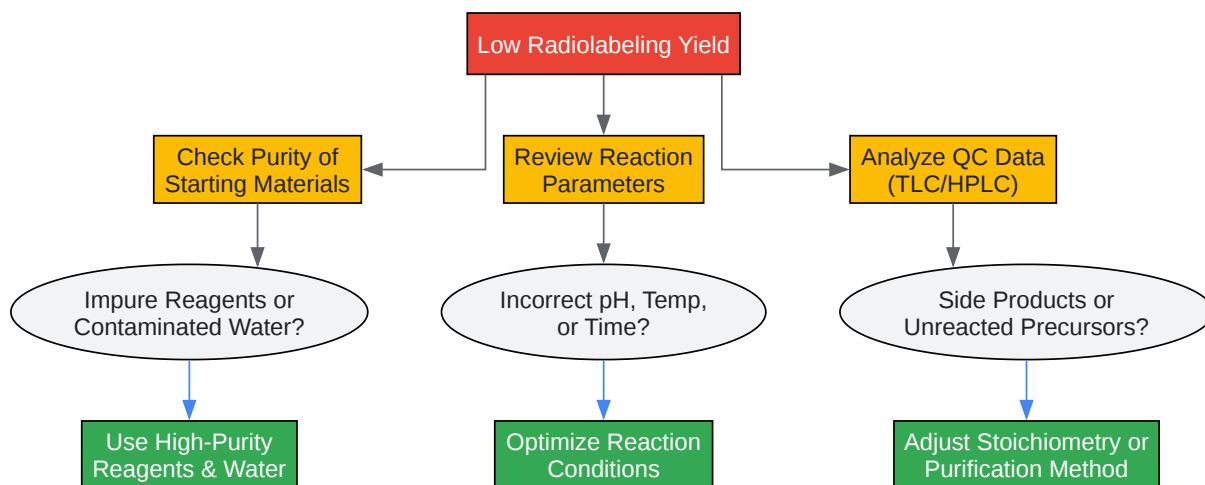 Low Radiolabeling Yield
Check Purity of
Starting Materials
Review Reaction
Parameters
Analyze QC Data
(TLC/HPLC)
Impure Reagents or
Contaminated Water?
Incorrect pH, Temp,
or Time?
Side Products or
Unreacted Precursors?
Use High-Purity
Reagents & Water
Optimize Reaction
Conditions
Adjust Stoichiometry or
Purification Method